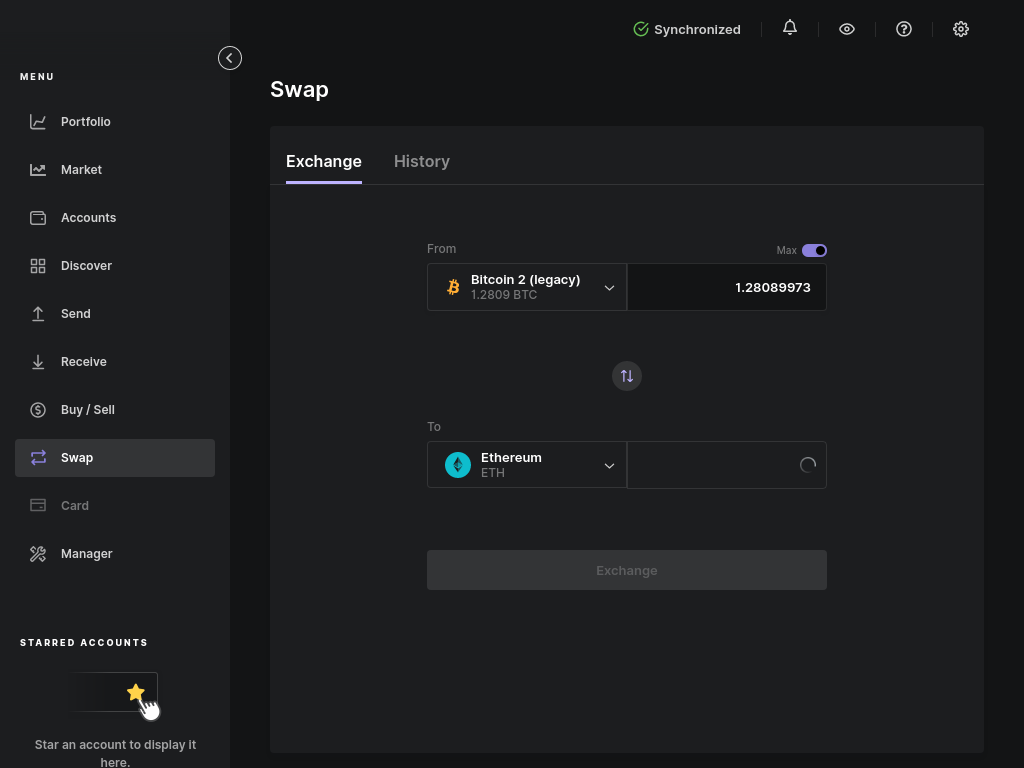 Synchronized
MENU
Portfolio
Market
Accounts
Discover
Send
Receive
Buy / Sell
Swap
Card
Manager
STARRED ACCOUNTS
Star an account to display it
here.
Swap
Exchange
History
From
Max
Bitcoin 2 (legacy)
1.2809 BTC
1.28089973
To
Ethereum
ETH
Exchange